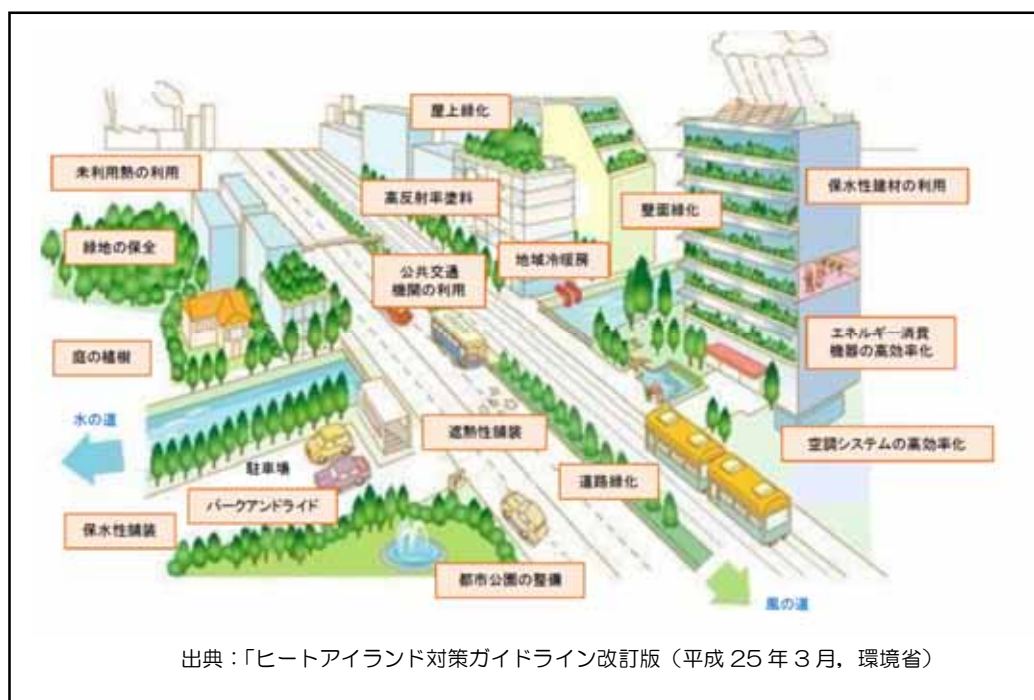 屋上緑化
未利用熱の利用
高反射率塗料
壁面緑化
保水性建材の利用
緑地の保全
公共交通
機関の利用
地域冷暖房
エネルギー消費
機器の高効率化
庭の植樹
水の道
遮熱性舗装
空調システムの高効率化
駐車場
道路緑化
パークアンドライド
保水性舗装
都市公園の整備
風の道
出典：「ヒートアイランド対策ガイドライン改訂版（平成 25 年 3 月，環境省）